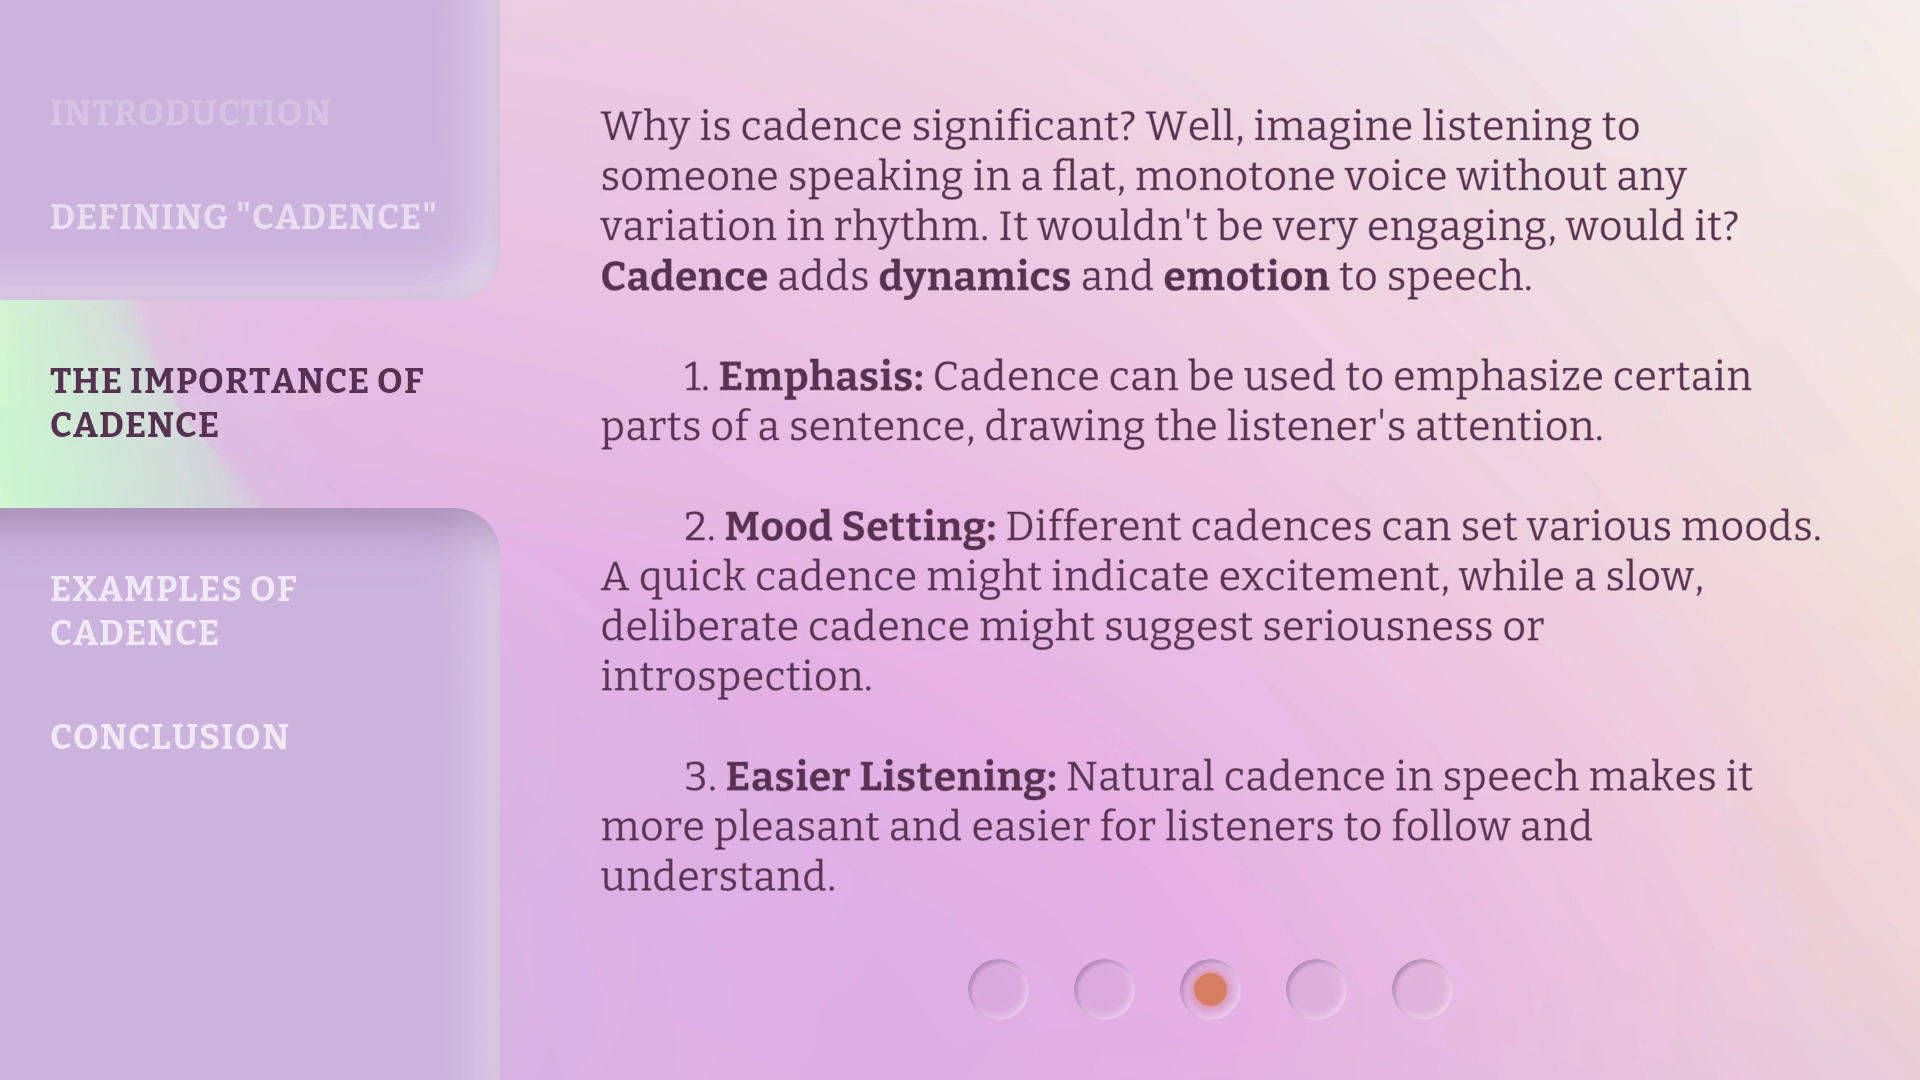 INTRODUCTION
DEFINING "CADENCE"
THE IMPORTANCE OF
CADENCE
EXAMPLES OF
CADENCE
CONCLUSION
Why is cadence significant? Well, imagine listening to
someone speaking in a flat, monotone voice without any
variation in rhythm. It wouldn't be very engaging, would it?
Cadence adds dynamics and emotion to speech.
1. Emphasis: Cadence can be used to emphasize certain
parts of a sentence, drawing the listener's attention.
2. Mood Setting: Different cadences can set various moods.
A quick cadence might indicate excitement, while a slow,
deliberate cadence might suggest seriousness or
introspection.
3. Easier Listening: Natural cadence in speech makes it
more pleasant and easier for listeners to follow and
understand.